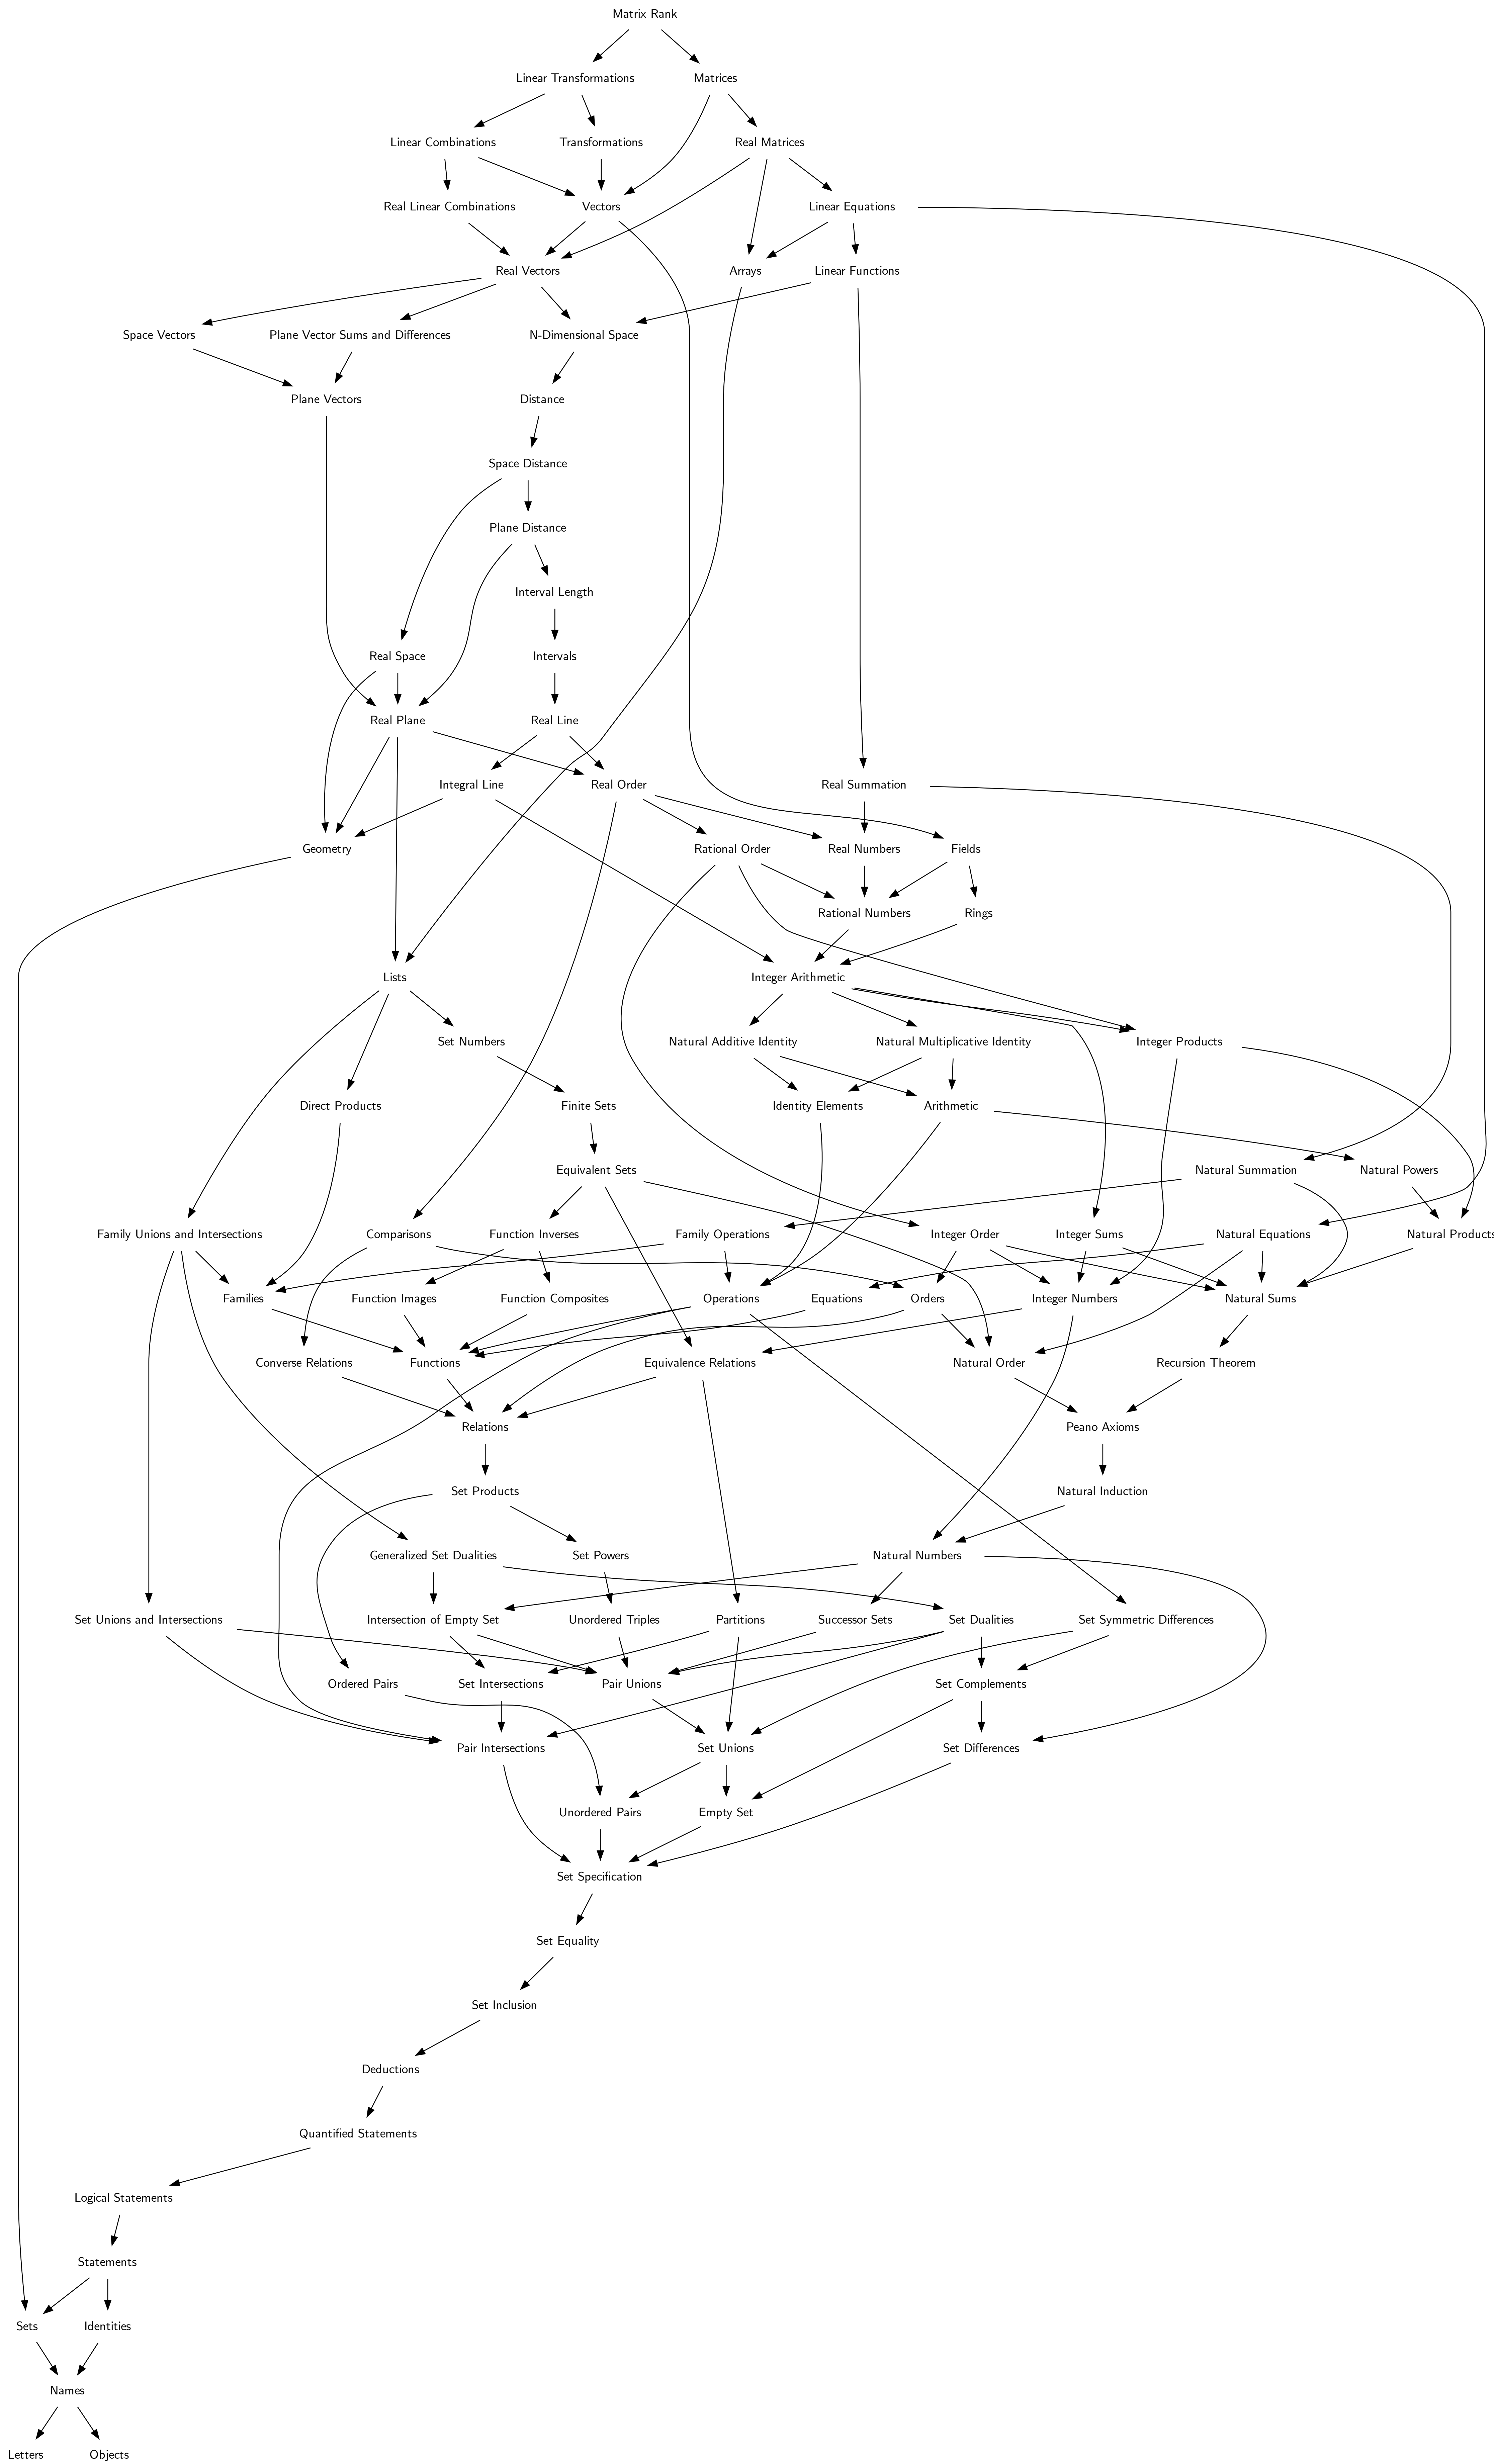 Matrix Rank
Linear Transformations
Matrices
Linear Combinations
Transformations
Real Matrices
Real Linear Combinations
Vectors
Linear Equations
Real Vectors
Arrays
Linear Functions
Space Vectors
Plane Vector Sums and Differences
N-Dimensional Space
Plane Vectors
Distance
Space Distance
Plane Distance
Interval Length
Real Space
Intervals
Real Plane
Real Line
Integral Line
Real Order
Real Summation
Geometry
Rational Order
Real Numbers
Fields
Rational Numbers
Rings
Lists
Integer Arithmetic
Set Numbers
Natural Additive Identity
Natural Multiplicative Identity
Integer Products
Direct Products
Finite Sets
Identity Elements
Arithmetic
Equivalent Sets
Natural Summation
Natural Powers
Family Unions and Intersections
Comparisons
Function Inverses
Family Operations
Integer Order
Integer Sums
Natural Equations
Natural Products
Families
Function Images
Function Composites
Operations
Equations
Orders
Integer Numbers
Natural Sums
Converse Relations
Functions
Equivalence Relations
Natural Order
Recursion Theorem
Relations
Peano Axioms
Set Products
Natural Induction
Generalized Set Dualities
Set Powers
Natural Numbers
Set Unions and Intersections
Intersection of Empty Set
Unordered Triples
Partitions
Successor Sets
Set Dualities
Set Symmetric Differences
Ordered Pairs
Set Intersections
Pair Unions
Set Complements
Pair Intersections
Set Unions
Set Differences
Unordered Pairs
Empty Set
Set Specification
Set Equality
Set Inclusion
Deductions
Quantified Statements
Logical Statements
Statements
Sets
Identities
Names
Letters
Objects